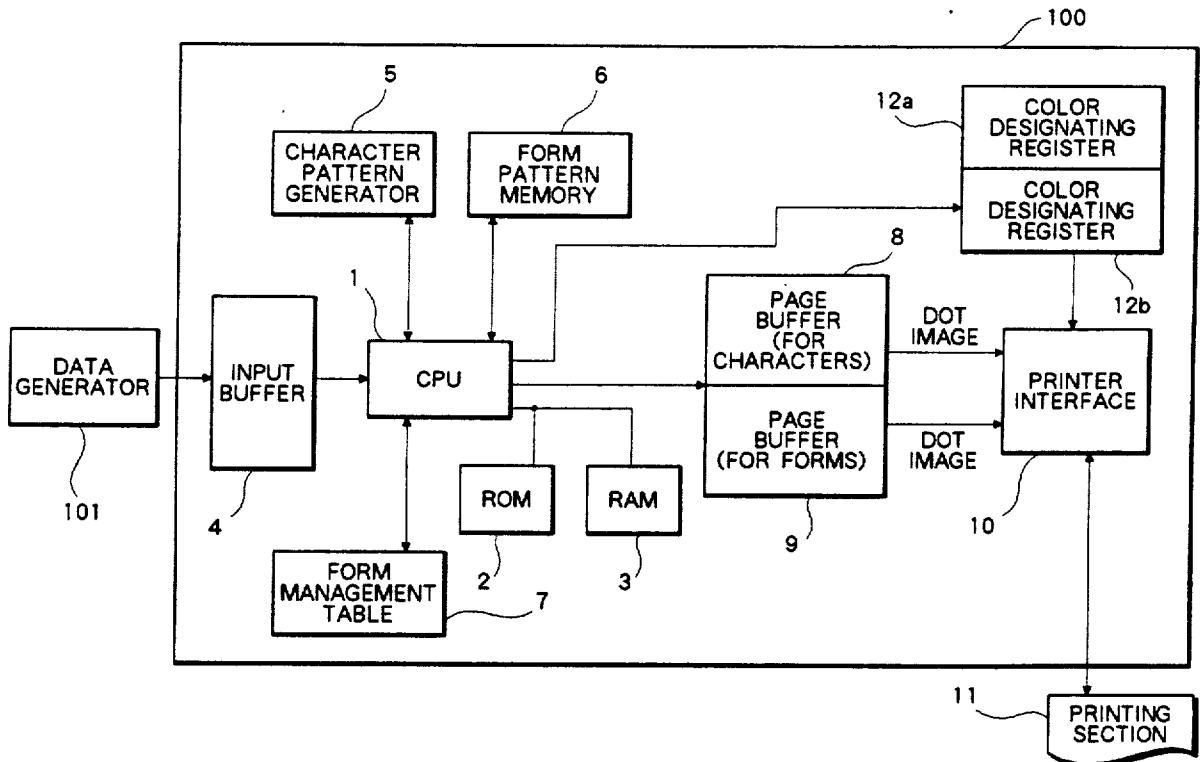 100
5
CHARACTER
PATTERN
GENERATOR
6
FORM
PATTERN
MEMORY
12a
COLOR
DESIGNATING
REGISTER
COLOR
DESIGNATING
REGISTER
12b
1
CPU
8
PAGE
BUFFER
(FOR
CHARACTERS)
PAGE
BUFFER
(FOR FORMS)
9
DOT
IMAGE
DOT
IMAGE
PRINTER
INTERFACE
10
DATA
GENERATOR
101
INPUT
BUFFER
4
ROM
2
RAM
3
FORM
MANAGEMENT
TABLE
7
11
PRINTING
SECTION